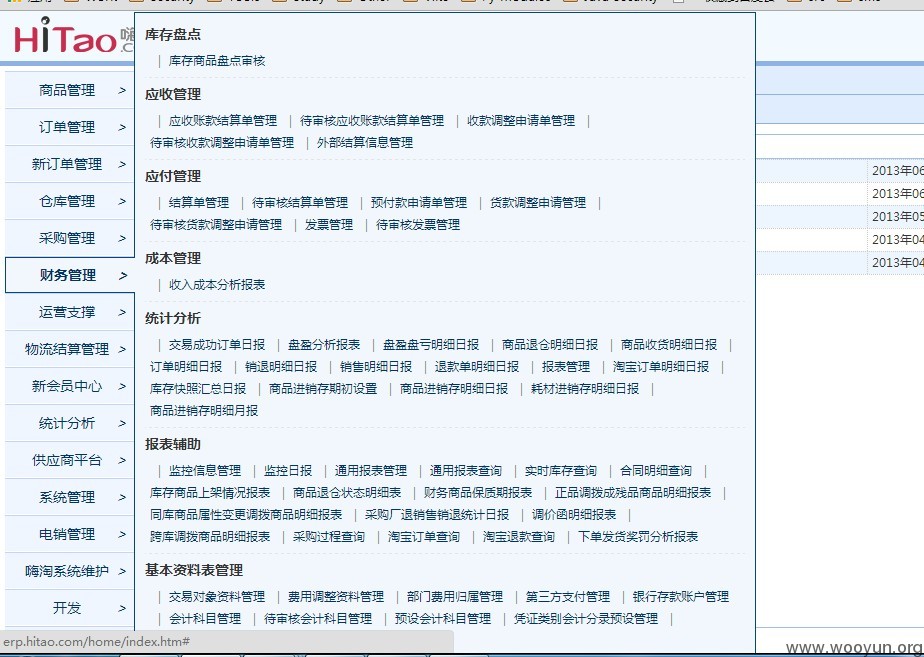 HiTao 嗨
商品管理 >
订单管理 >
新订单管理 >
仓库管理 >
采购管理 >
财务管理 >
运营支撑 >
物流结算管理 >
新会员中心 >
统计分析 >
供应商平台 >
系统管理 >
电销管理 >
嗨淘系统维护 >
开发 >
库存盘点
| 库存商品盘点审核
应收管理
| 应收账款结算单管理 | 待审核应收账款结算单管理 | 收款调整申请单管理 |
待审核收款调整申请单管理 | 外部结算信息管理
应付管理
| 结算单管理 | 待审核结算单管理 | 预付款申请单管理 | 货款调整申请管理 |
待审核货款调整申请管理 | 发票管理 | 待审核发票管理
成本管理
| 收入成本分析报表
统计分析
| 交易成功订单日报 | 盘盈分析报表 | 盘盈盘亏明细日报 | 商品退仓明细日报 | 商品收货明细日报 |
订单明细日报 | 销退明细日报 | 销售明细日报 | 退款单明细日报 | 报表管理 | 淘宝订单明细日报 |
库存快照汇总日报 | 商品进销存期初设置 | 商品进销存明细日报 | 耗材进销存明细日报 |
商品进销存明细月报
报表辅助
| 监控信息管理 | 监控日报 | 通用报表管理 | 通用报表查询 | 实时库存查询 | 合同明细查询 |
库存商品上架情况报表 | 商品退仓状态明细表 | 财务商品保质期报表 | 正品调拨成残品商品明细报表 |
同库商品属性变更调拨商品明细报表 | 采购厂退销售销退统计日报 | 调价函明细报表 |
跨库调拨商品明细报表 | 采购过程查询 | 淘宝订单查询 | 淘宝退款查询 | 下单发货奖罚分析报表
基本资料表管理
| 交易对象资料管理 | 费用调整资料管理 | 部门费用归属管理 | 第三方支付管理 | 银行存款账户管理
| 会计科目管理 | 待审核会计科目管理 | 预设会计科目管理 | 凭证类别会计分录预设管理 |
2013年06
2013年06
2013年05
2013年04
2013年04
erp.hitao.com/home/index.htm#
www.wooyun.org